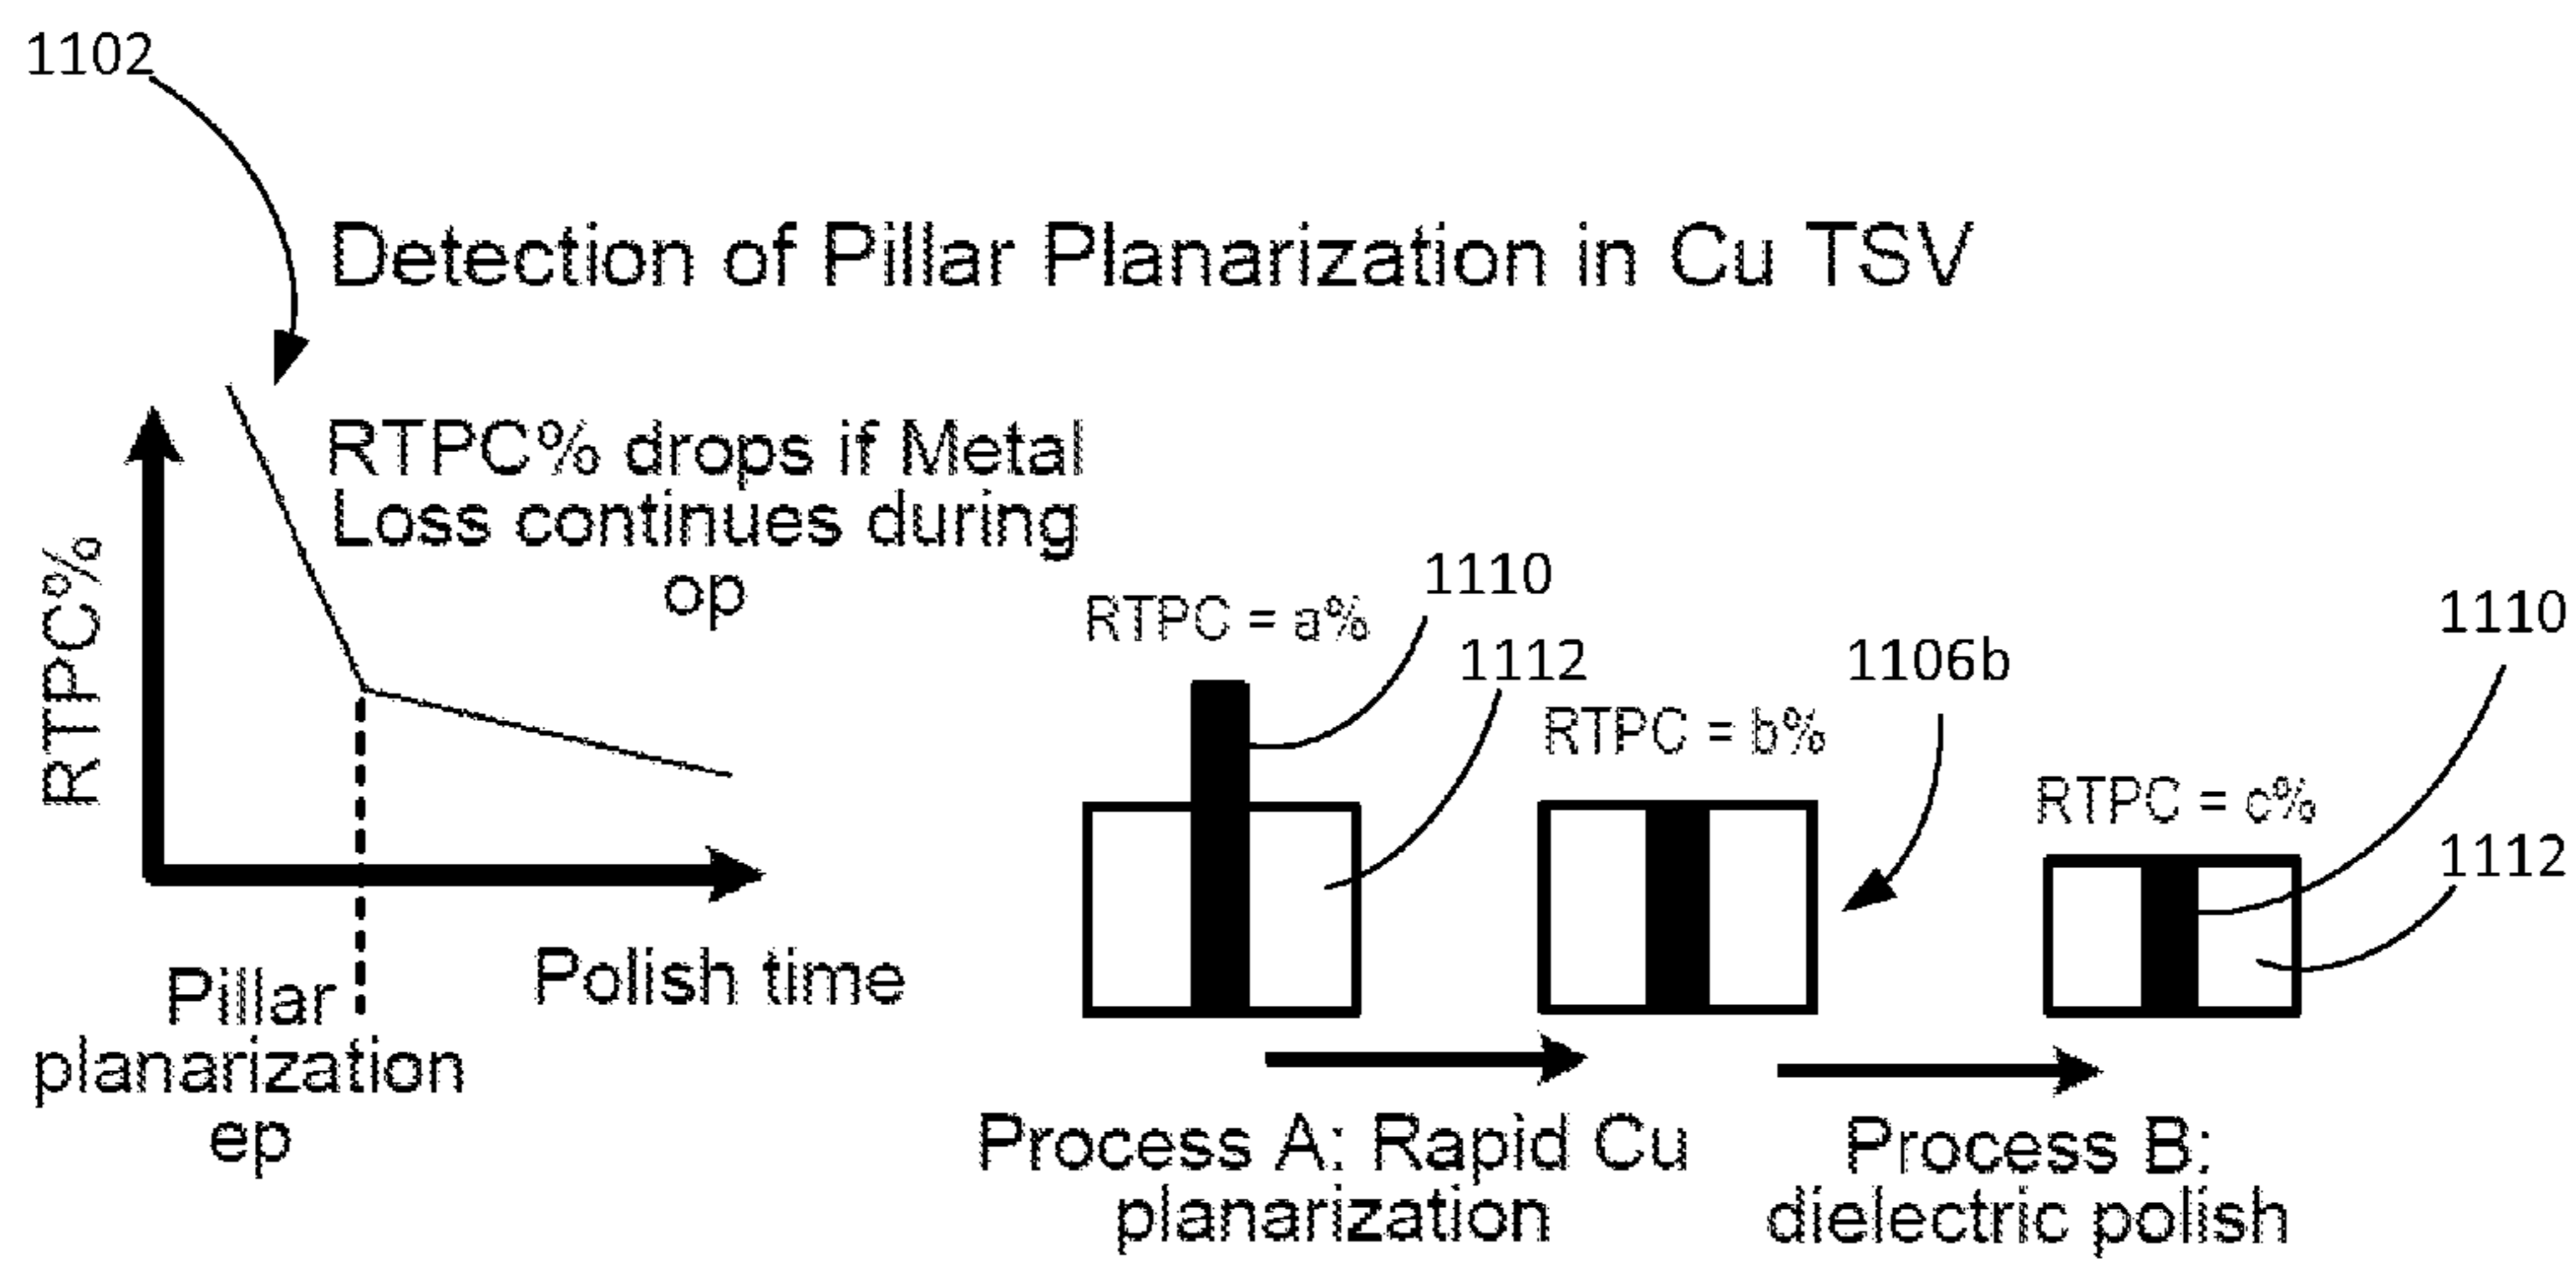 1102
Detection of Pillar Planarization in Cu TSV
RTPC% drops if Metal
Loss continues during
op
RTPC%
Polish time
Pillar
planarization
ep
RTPC = a%
1110
1112
RTPC = b%
1106b
RTPC = c%
1110
1112
Process A: Rapid Cu
planarization
Process B:
dielectric polish